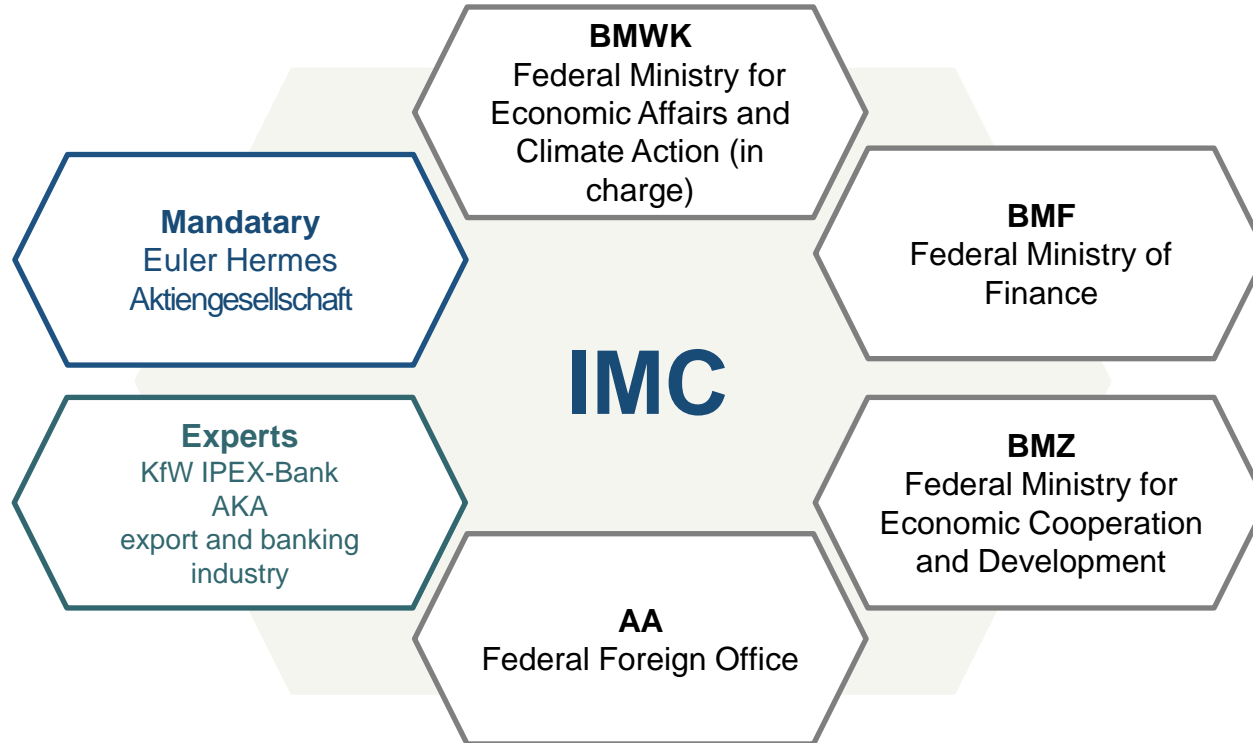 BMWK
Federal Ministry for
Economic Affairs and
Climate Action (in
charge)
Mandatary
Euler Hermes
Aktiengesellschaft
BMF
Federal Ministry of
Finance
IMC
Experts
KfW IPEX-Bank
AKA
export and banking
industry
BMZ
Federal Ministry for
Economic Cooperation
and Development
AA
Federal Foreign Office